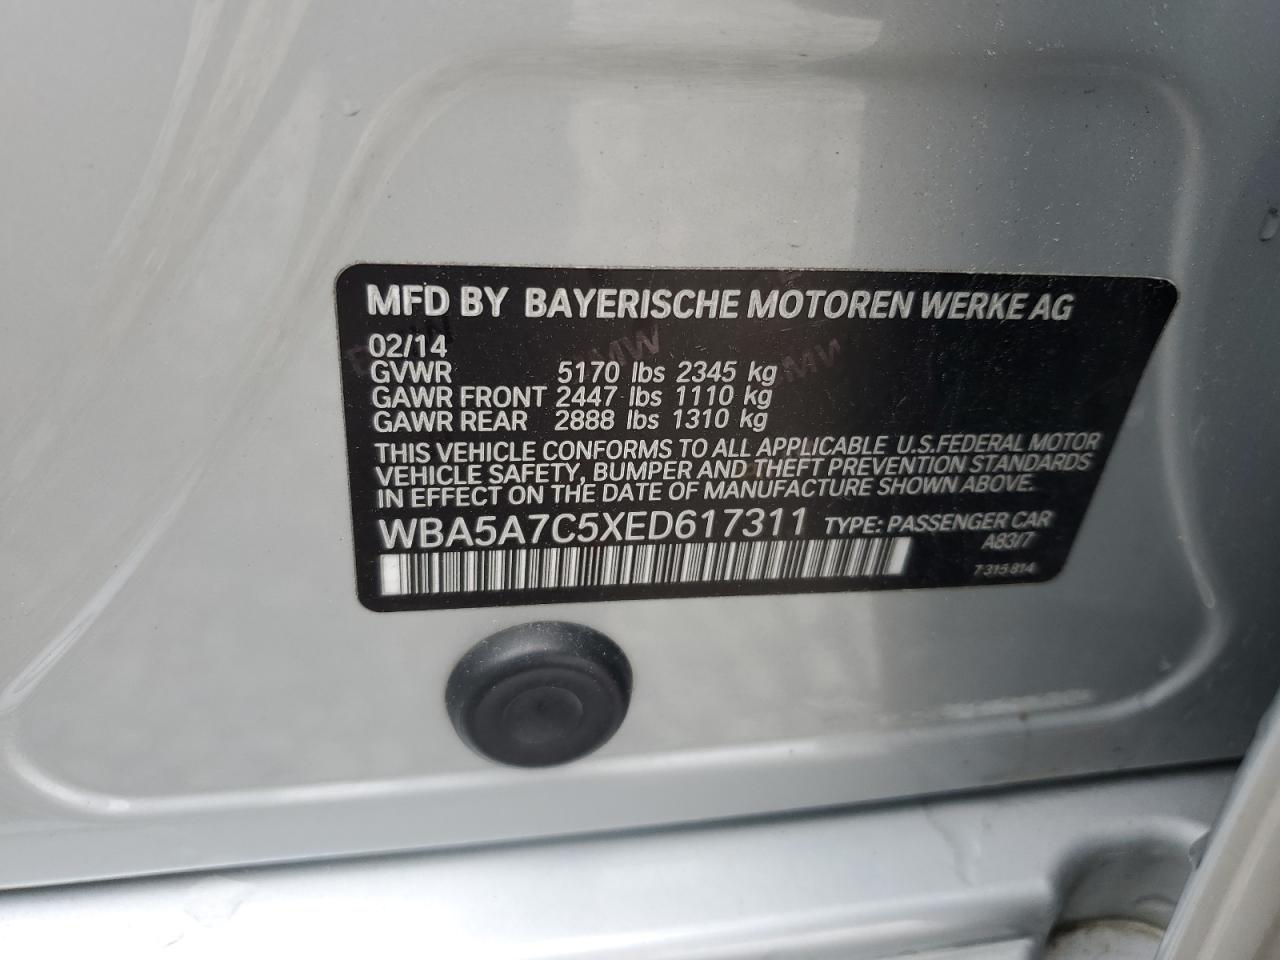 MFD BY BAYERISCHE MOTOREN WERKE AG
02/14
GVWR 5170 lbs 2345 kg
GAWR FRONT 2447 lbs 1110 kg
GAWR REAR 2888 lbs 1310 kg
THIS VEHICLE CONFORMS TO ALL APPLICABLE U.S.FEDERAL MOTOR
VEHICLE SAFETY, BUMPER AND THEFT PREVENTION STANDARDS
IN EFFECT ON THE DATE OF MANUFACTURE SHOWN ABOVE.
WBA5A7C5XED617311 TYPE: PASSENGER CAR
A83/7
7 315 814